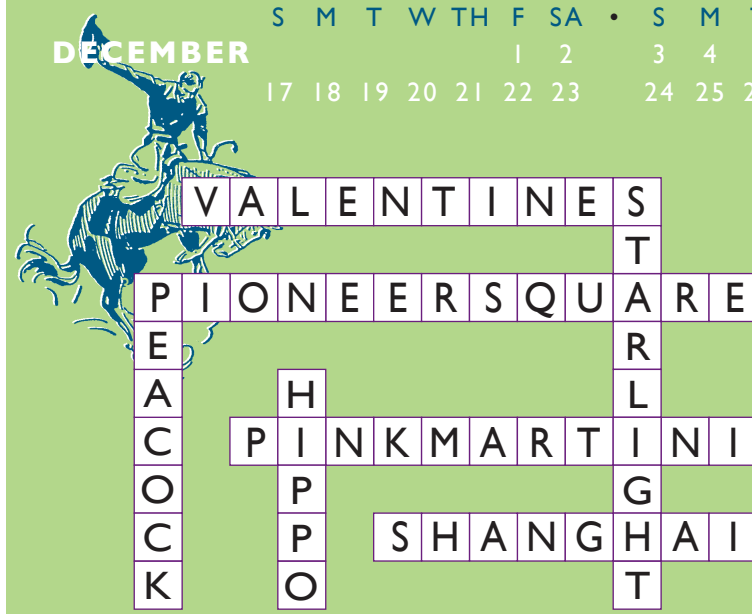 S M T W TH F SA • S M T
DECEMBER 1 2 3 4
17 18 19 20 21 22 23 24 25 2
VALENTINES
T
PIONEERSQUARE
E R
A H L
C PINKMARTINI
O P G
C P SHANGHAI
K O T